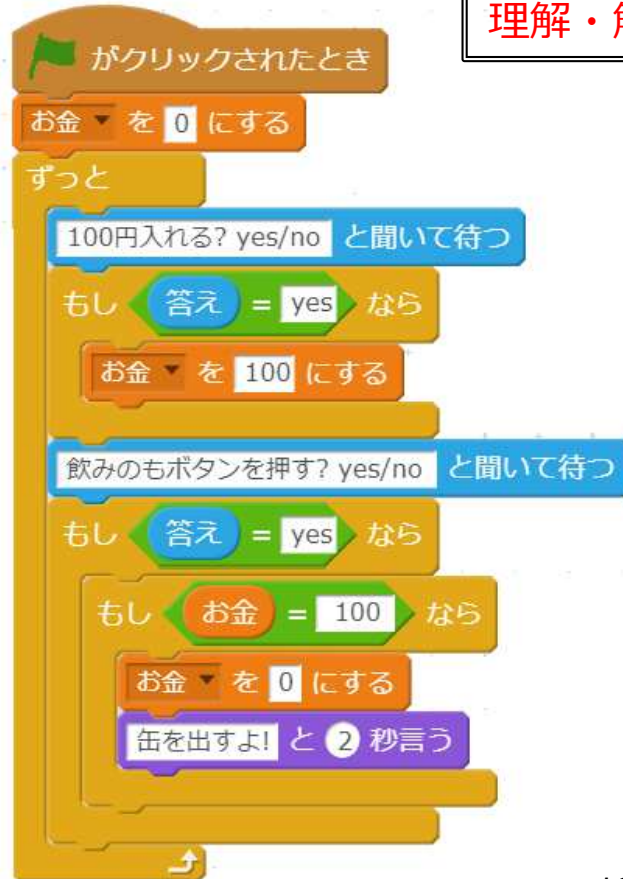 理解・
がクリックされたとき
お金 を 0 にする
ずっと
100円入れる? yes/no と聞いて待つ
もし 答え = yes なら
お金 を 100 にする
飲みのもボタンを押す? yes/no と聞いて待つ
もし 答え = yes なら
もし お金 = 100 なら
お金 を 0 にする
缶を出すよ! と 2 秒言う